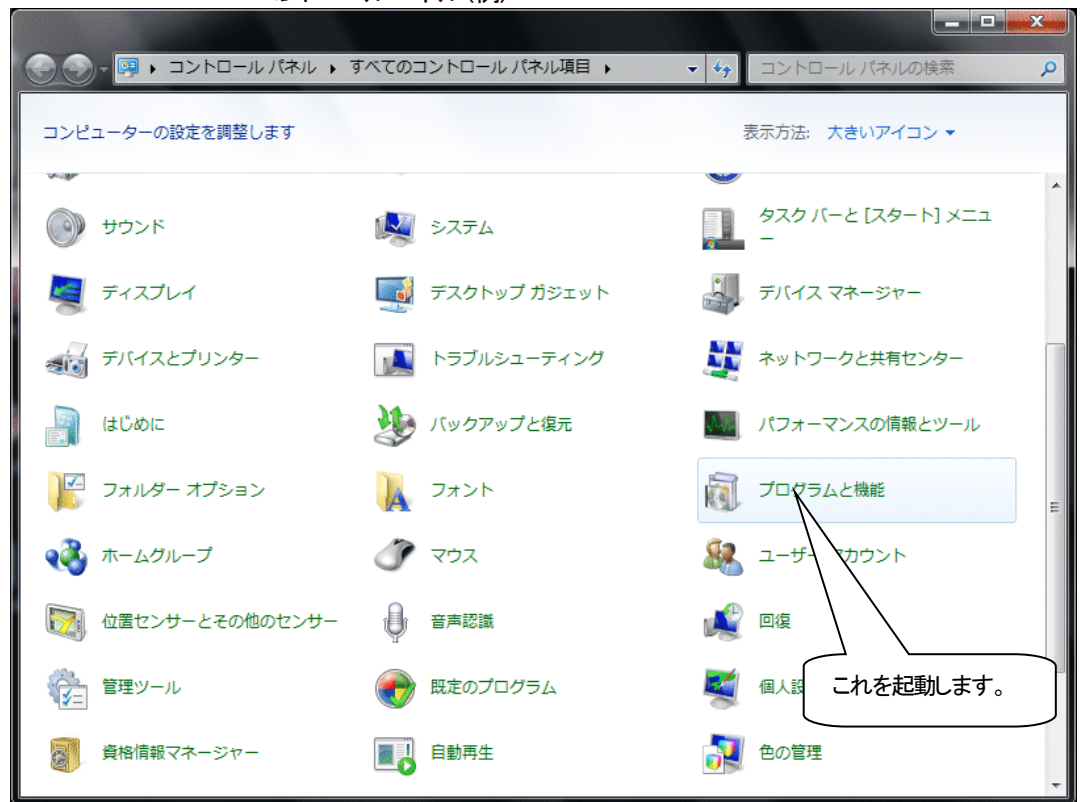 コントロール パネル ▶ すべてのコントロール パネル項目 ▶
コントロール パネルの検索
コンピューターの設定を調整します
表示方法: 大きいアイコン
サウンド
システム
タスク バーと [スタート] メニュ
ー
ディスプレイ
デスクトップ ガジェット
デバイス マネージャー
デバイスとプリンター
トラブルシューティング
ネットワークと共有センター
はじめに
バックアップと復元
パフォーマンスの情報とツール
フォルダー オプション
フォント
プログラムと機能
ホームグループ
マウス
ユーザー アカウント
位置センサーとその他のセンサー
音声認識
回復
管理ツール
既定のプログラム
個人設
これを起動します。
資格情報マネージャー
自動再生
色の管理